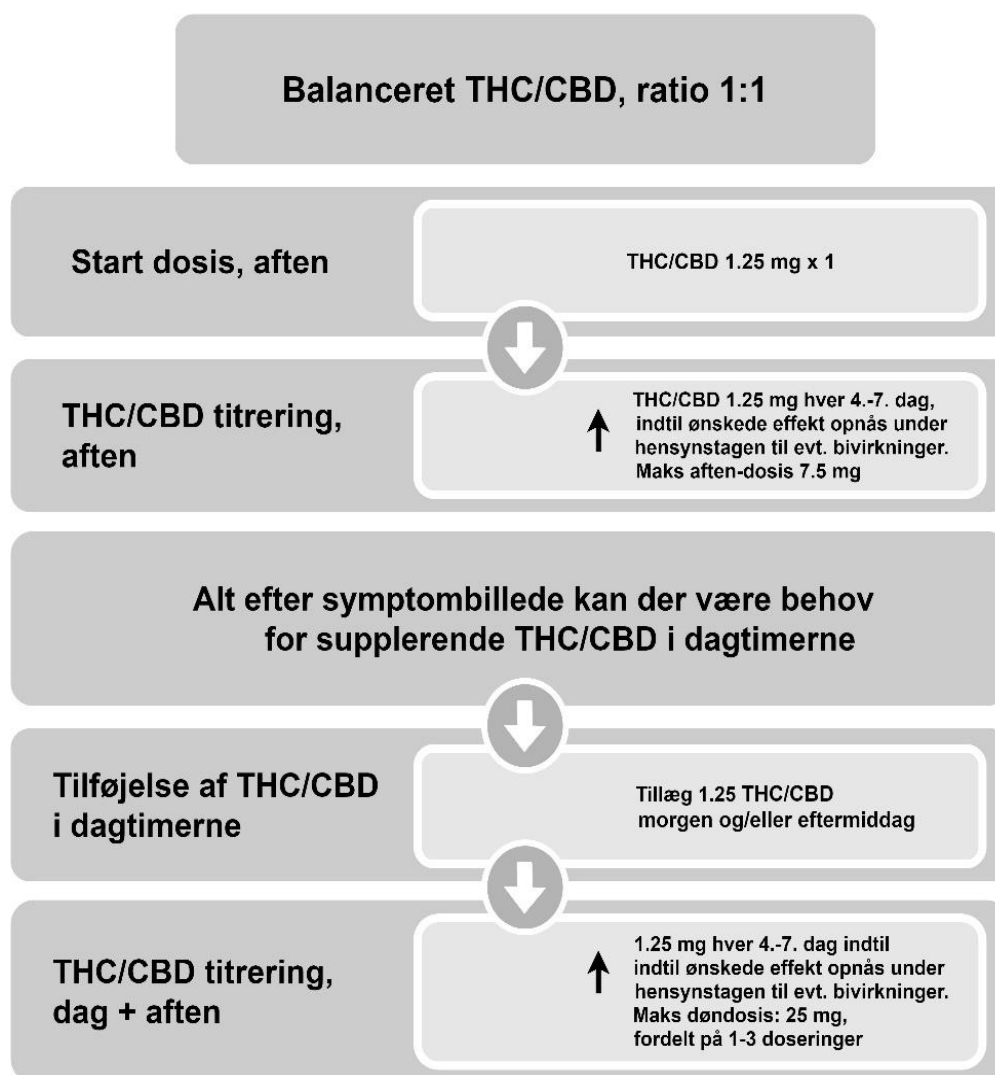 Balanceret THC/CBD, ratio 1:1
Start dosis, aften
THC/CBD 1.25 mg x 1
THC/CBD titrering,
aften
THC/CBD 1.25 mg hver 4.-7. dag,
indtil ønskede effekt opnås under
hensynstagen til evt. bivirkninger.
Maks aften-dosis 7.5 mg
Alt efter symptombillede kan der være behov
for supplerende THC/CBD i dagtimerne
Tilføjelse af THC/CBD
i dagtimerne
Tillæg 1.25 THC/CBD
morgen og/eller eftermiddag
THC/CBD titrering,
dag + aften
1.25 mg hver 4.-7. dag indtil
indtil ønskede effekt opnås under
hensynstagen til evt. bivirkninger.
Maks døndosis: 25 mg,
fordelt på 1-3 doseringer